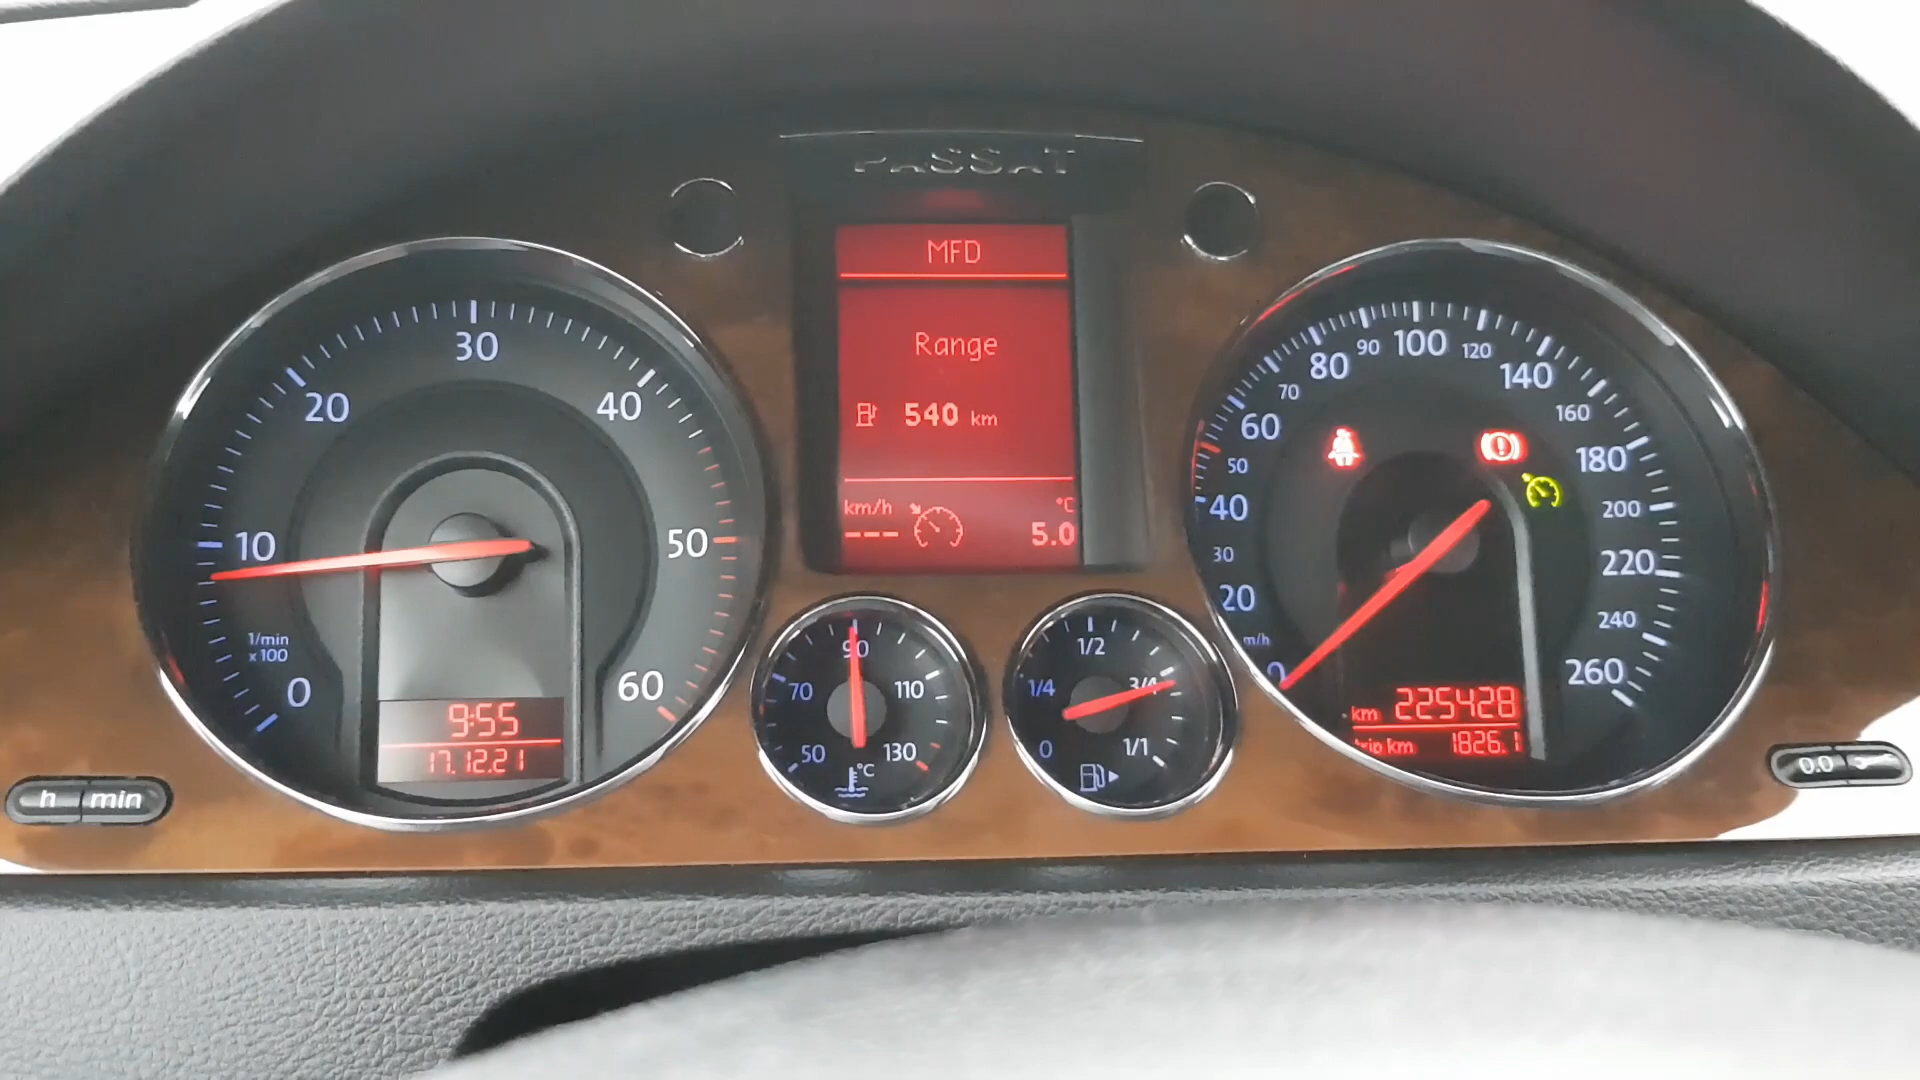 PASSAT
MFD
Range
540 km
km/h
°C
--- 5.0
0 10 20 30 40 50 60
1/min
x 100
9:55
17.12.21
h min
50 70 90 110 130
°C
0 1/4 1/2 3/4 1/1
0 20 30 40 50 60 70 80 90 100 120 140 160 180 200 220 240 260
m/h
km 225428
trip km 1826.1
0.0